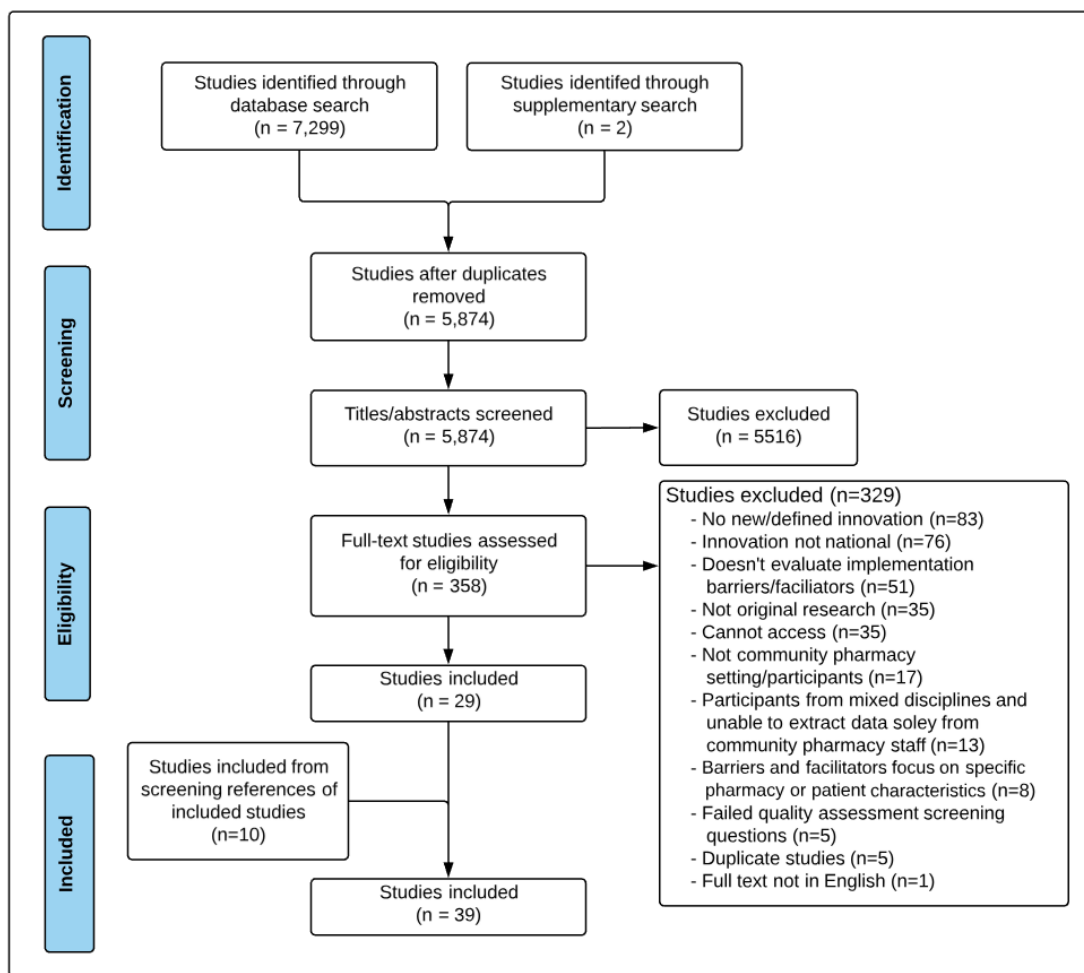 Identification
Studies identified through
database search
(n = 7,299)
Studies identifed through
supplementary search
(n = 2)
Screening
Studies after duplicates
removed
(n = 5,874)
Titles/abstracts screened
(n = 5,874)
Studies excluded
(n = 5516)
Eligibility
Full-text studies assessed
for eligibility
(n = 358)
Studies excluded (n=329)
- No new/defined innovation (n=83)
- Innovation not national (n=76)
- Doesn't evaluate implementation
barriers/faciliators (n=51)
- Not original research (n=35)
- Cannot access (n=35)
- Not community pharmacy
setting/participants (n=17)
- Participants from mixed disciplines and
unable to extract data soley from
community pharmacy staff (n=13)
- Barriers and facilitators focus on specific
pharmacy or patient characteristics (n=8)
- Failed quality assessment screening
questions (n=5)
- Duplicate studies (n=5)
- Full text not in English (n=1)
Studies included
(n = 29)
Included
Studies included from
screening references of
included studies
(n=10)
Studies included
(n = 39)